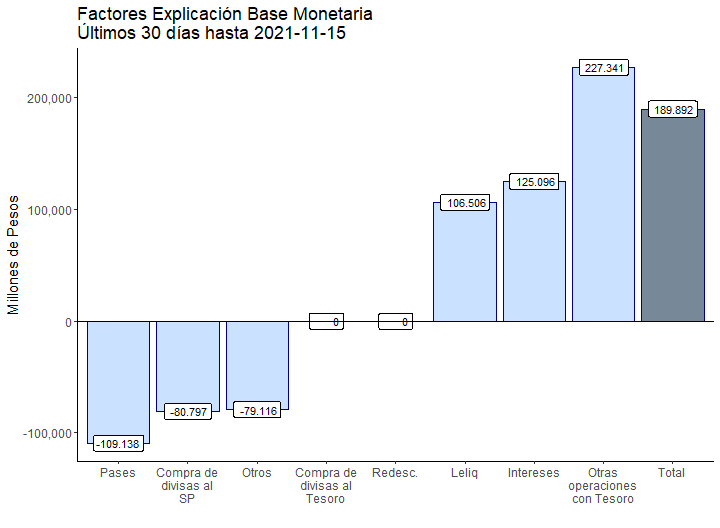 Factores Explicación Base Monetaria
Últimos 30 días hasta 2021-11-15
Millones de Pesos
200,000
100,000
0
-100,000
-109.138
-80.797
-79.116
0
0
106.506
125.096
227.341
189.892
Pases
Compra de
divisas al
SP
Otros
Compra de
divisas al
Tesoro
Redesc.
Leliq
Intereses
Otras
operaciones
con Tesoro
Total